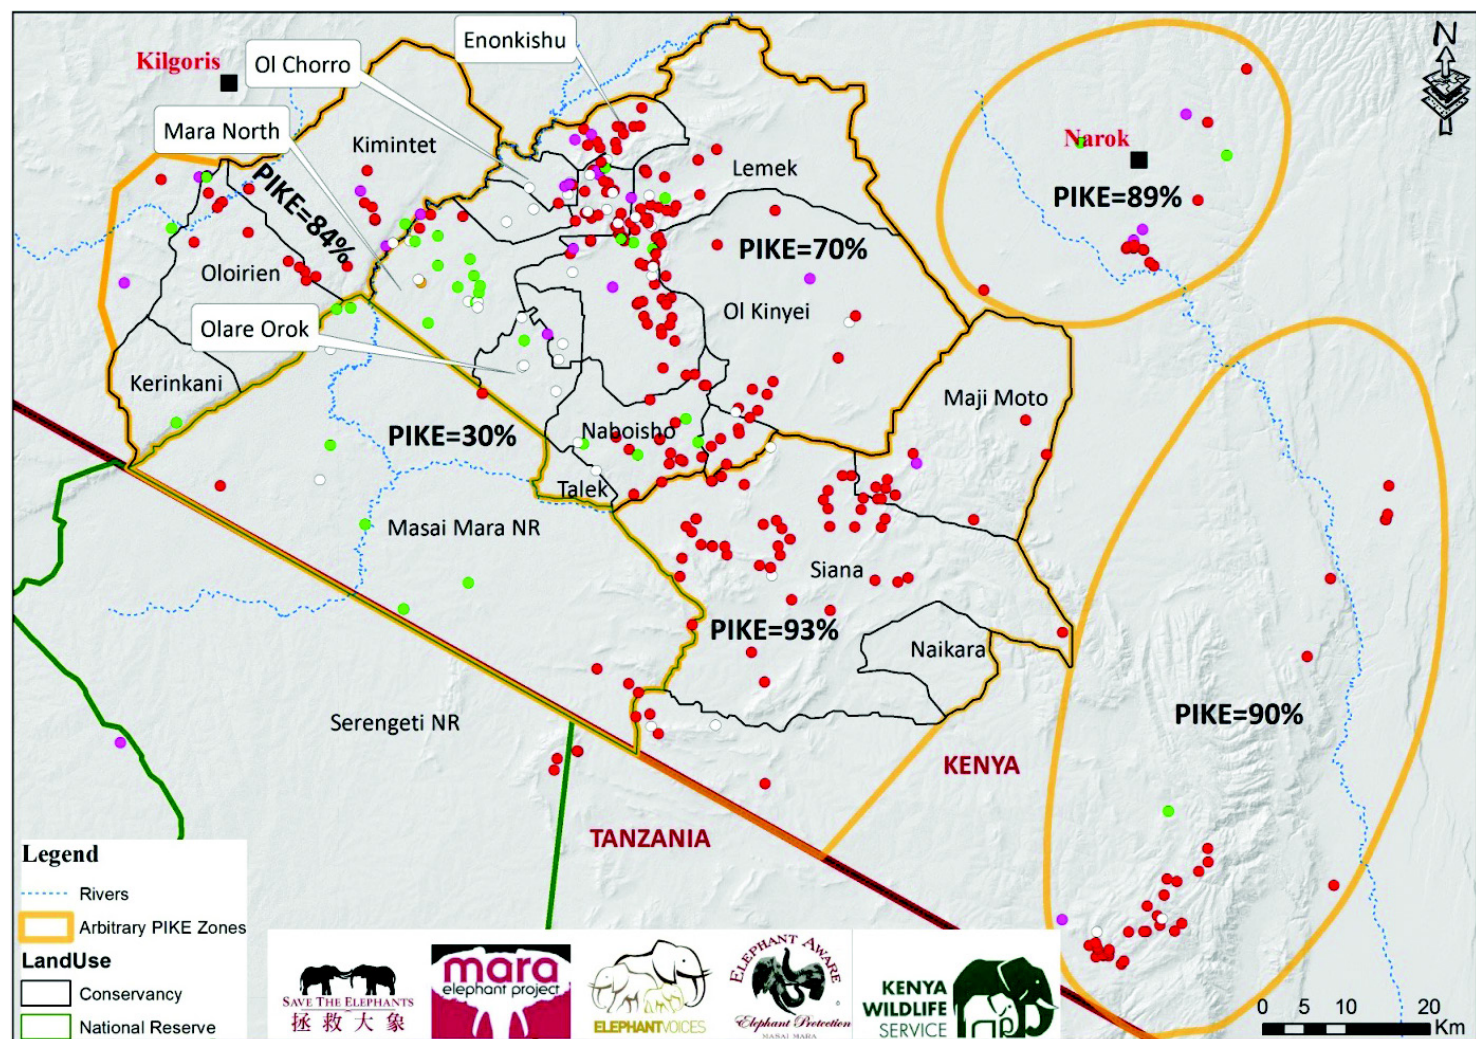 Enonkishu
N
Kilgoris
Ol Chorro
Mara North
Kimintet
Lemek
Narok
PIKE=89%
PIKE=84%
PIKE=70%
Oloirien
Ol Kinyei
Olare Orok
Kerinkani
Maji Moto
PIKE=30%
Naboisho
Talek
Masai Mara NR
Siana
PIKE=93%
Naikara
Serengeti NR
PIKE=90%
KENYA
TANZANIA
Legend
Rivers
Arbitrary PIKE Zones
LandUse
Conservancy
National Reserve
SAVE THE ELEPHANTS
拯救大象
mara
elephant project
ELEPHANTVOICES
ELEPHANT AWARE
Elephant Protection
MASAI MARA
KENYA
WILDLIFE
SERVICE
0 5 10 20
Km